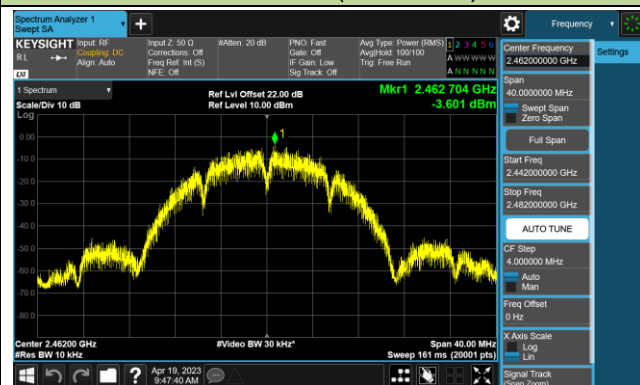 Spectrum Analyzer 1
Swept SA
Frequency
KEYSIGHT
Input: RF
Coupling: DC
Align: Auto
Input Z: 50 Ω
Corrections: Off
Freq Ref: Int (S)
NFE: Off
#Atten: 20 dB
PNO: Fast
Gate: Off
IF Gain: Low
Sig Track: Off
Avg Type: Power (RMS)
Avg|Hold: 100/100
Trig: Free Run
1 2 3 4 5 6
A W W W W W
A N N N N N
RL
LXI
1 Spectrum
Scale/Div 10 dB
Log
Ref Lvl Offset 22.00 dB
Ref Level 10.00 dBm
Mkr1 2.462 704 GHz
-3.601 dBm
1
0.00
-10.0
-20.0
-30.0
-40.0
-50.0
-60.0
-70.0
-80.0
Center 2.46200 GHz
#Res BW 10 kHz
#Video BW 30 kHz*
Span 40.00 MHz
Sweep 161 ms (20001 pts)
Apr 19, 2023
9:47:40 AM
Center Frequency
2.462000000 GHz
Settings
Span
40.0000000 MHz
Swept Span
Zero Span
Full Span
Start Freq
2.442000000 GHz
Stop Freq
2.482000000 GHz
AUTO TUNE
CF Step
4.000000 MHz
Auto
Man
Freq Offset
0 Hz
X Axis Scale
Log
Lin
Signal Track
(Span Zoom)